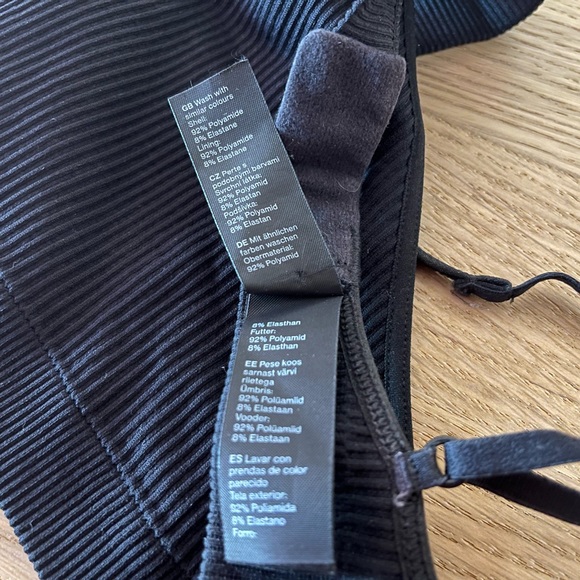 GB Wash with
similar colours
Shell:
92% Polyamide
8% Elastane
Lining:
92% Polyamide
8% Elastane
CZ Perte s
podobnými barvami
Svrchní látka:
92% Polyamid
8% Elastan
Podšívka:
92% Polyamid
8% Elastan
DE Mit ähnlichen
farben waschen
Obermaterial:
92% Polyamid
8% Elasthan
Futter:
92% Polyamid
8% Elasthan
EE Pese koos
sarnast värvi
riietega
Ümbris:
92% Polüamiid
8% Elastaan
Vooder:
92% Polüamiid
8% Elastaan
ES Lavar con
prendas de color
parecido
Tela exterior:
92% Poliamida
8% Elastano
Forro: